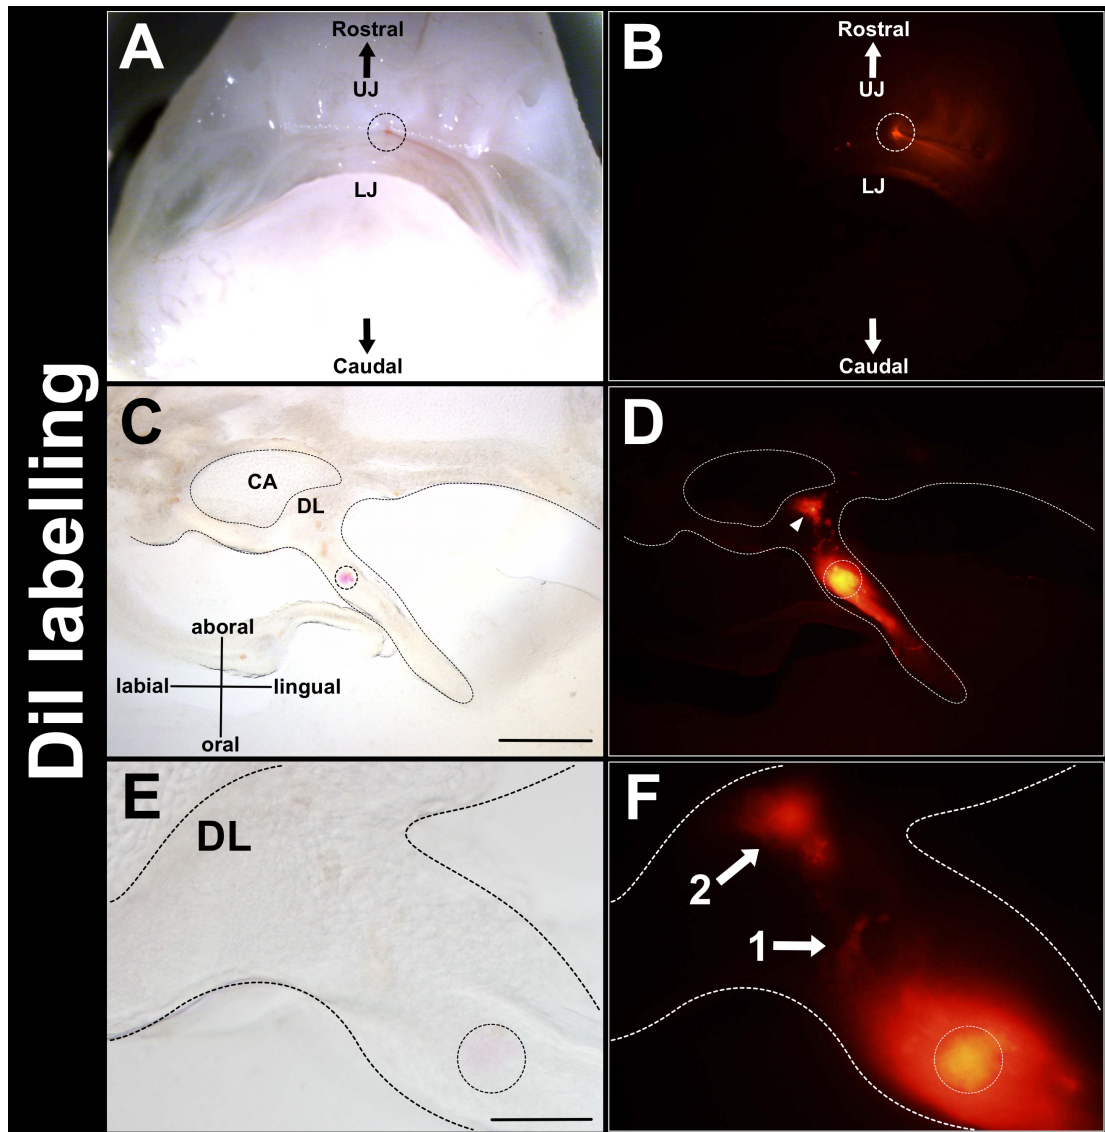 DiI labelling
A
Rostral
UJ
LJ
Caudal
B
Rostral
UJ
LJ
Caudal
C
CA
DL
aboral
labial
lingual
oral
D
E
DL
F
2
1